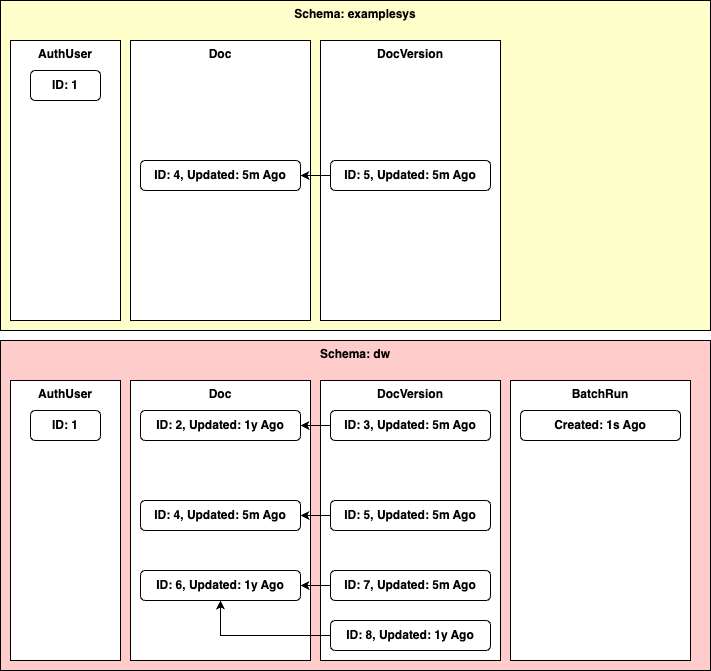 Schema: examplesys
AuthUser
Doc
DocVersion
ID: 1
ID: 4, Updated: 5m Ago
ID: 5, Updated: 5m Ago
Schema: dw
AuthUser
Doc
DocVersion
BatchRun
ID: 1
ID: 2, Updated: 1y Ago
ID: 3, Updated: 5m Ago
Created: 1s Ago
ID: 4, Updated: 5m Ago
ID: 5, Updated: 5m Ago
ID: 6, Updated: 1y Ago
ID: 7, Updated: 5m Ago
ID: 8, Updated: 1y Ago